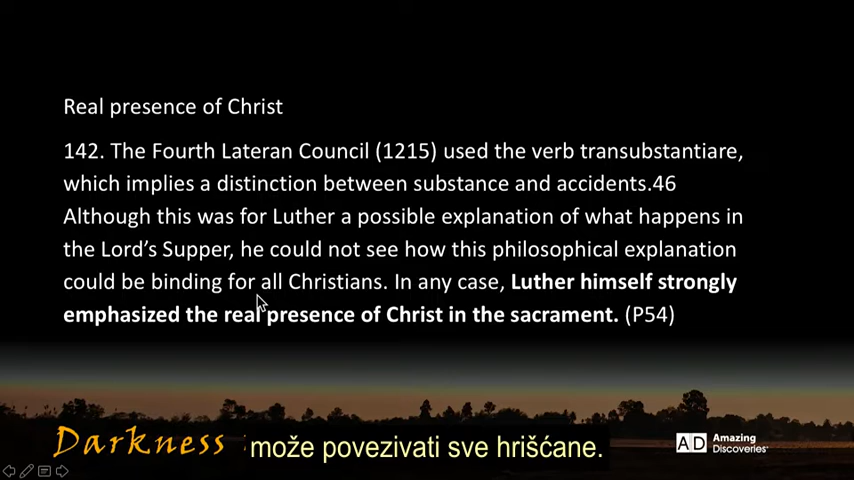 Real presence of Christ
142. The Fourth Lateran Council (1215) used the verb transubstantiare,
which implies a distinction between substance and accidents.46
Although this was for Luther a possible explanation of what happens in
the Lord's Supper, he could not see how this philosophical explanation
could be binding for all Christians. In any case, Luther himself strongly
emphasized the real presence of Christ in the sacrament. (P54)
Darkness
može povezivati sve hrišćane.
AD Amazing
Discoveries